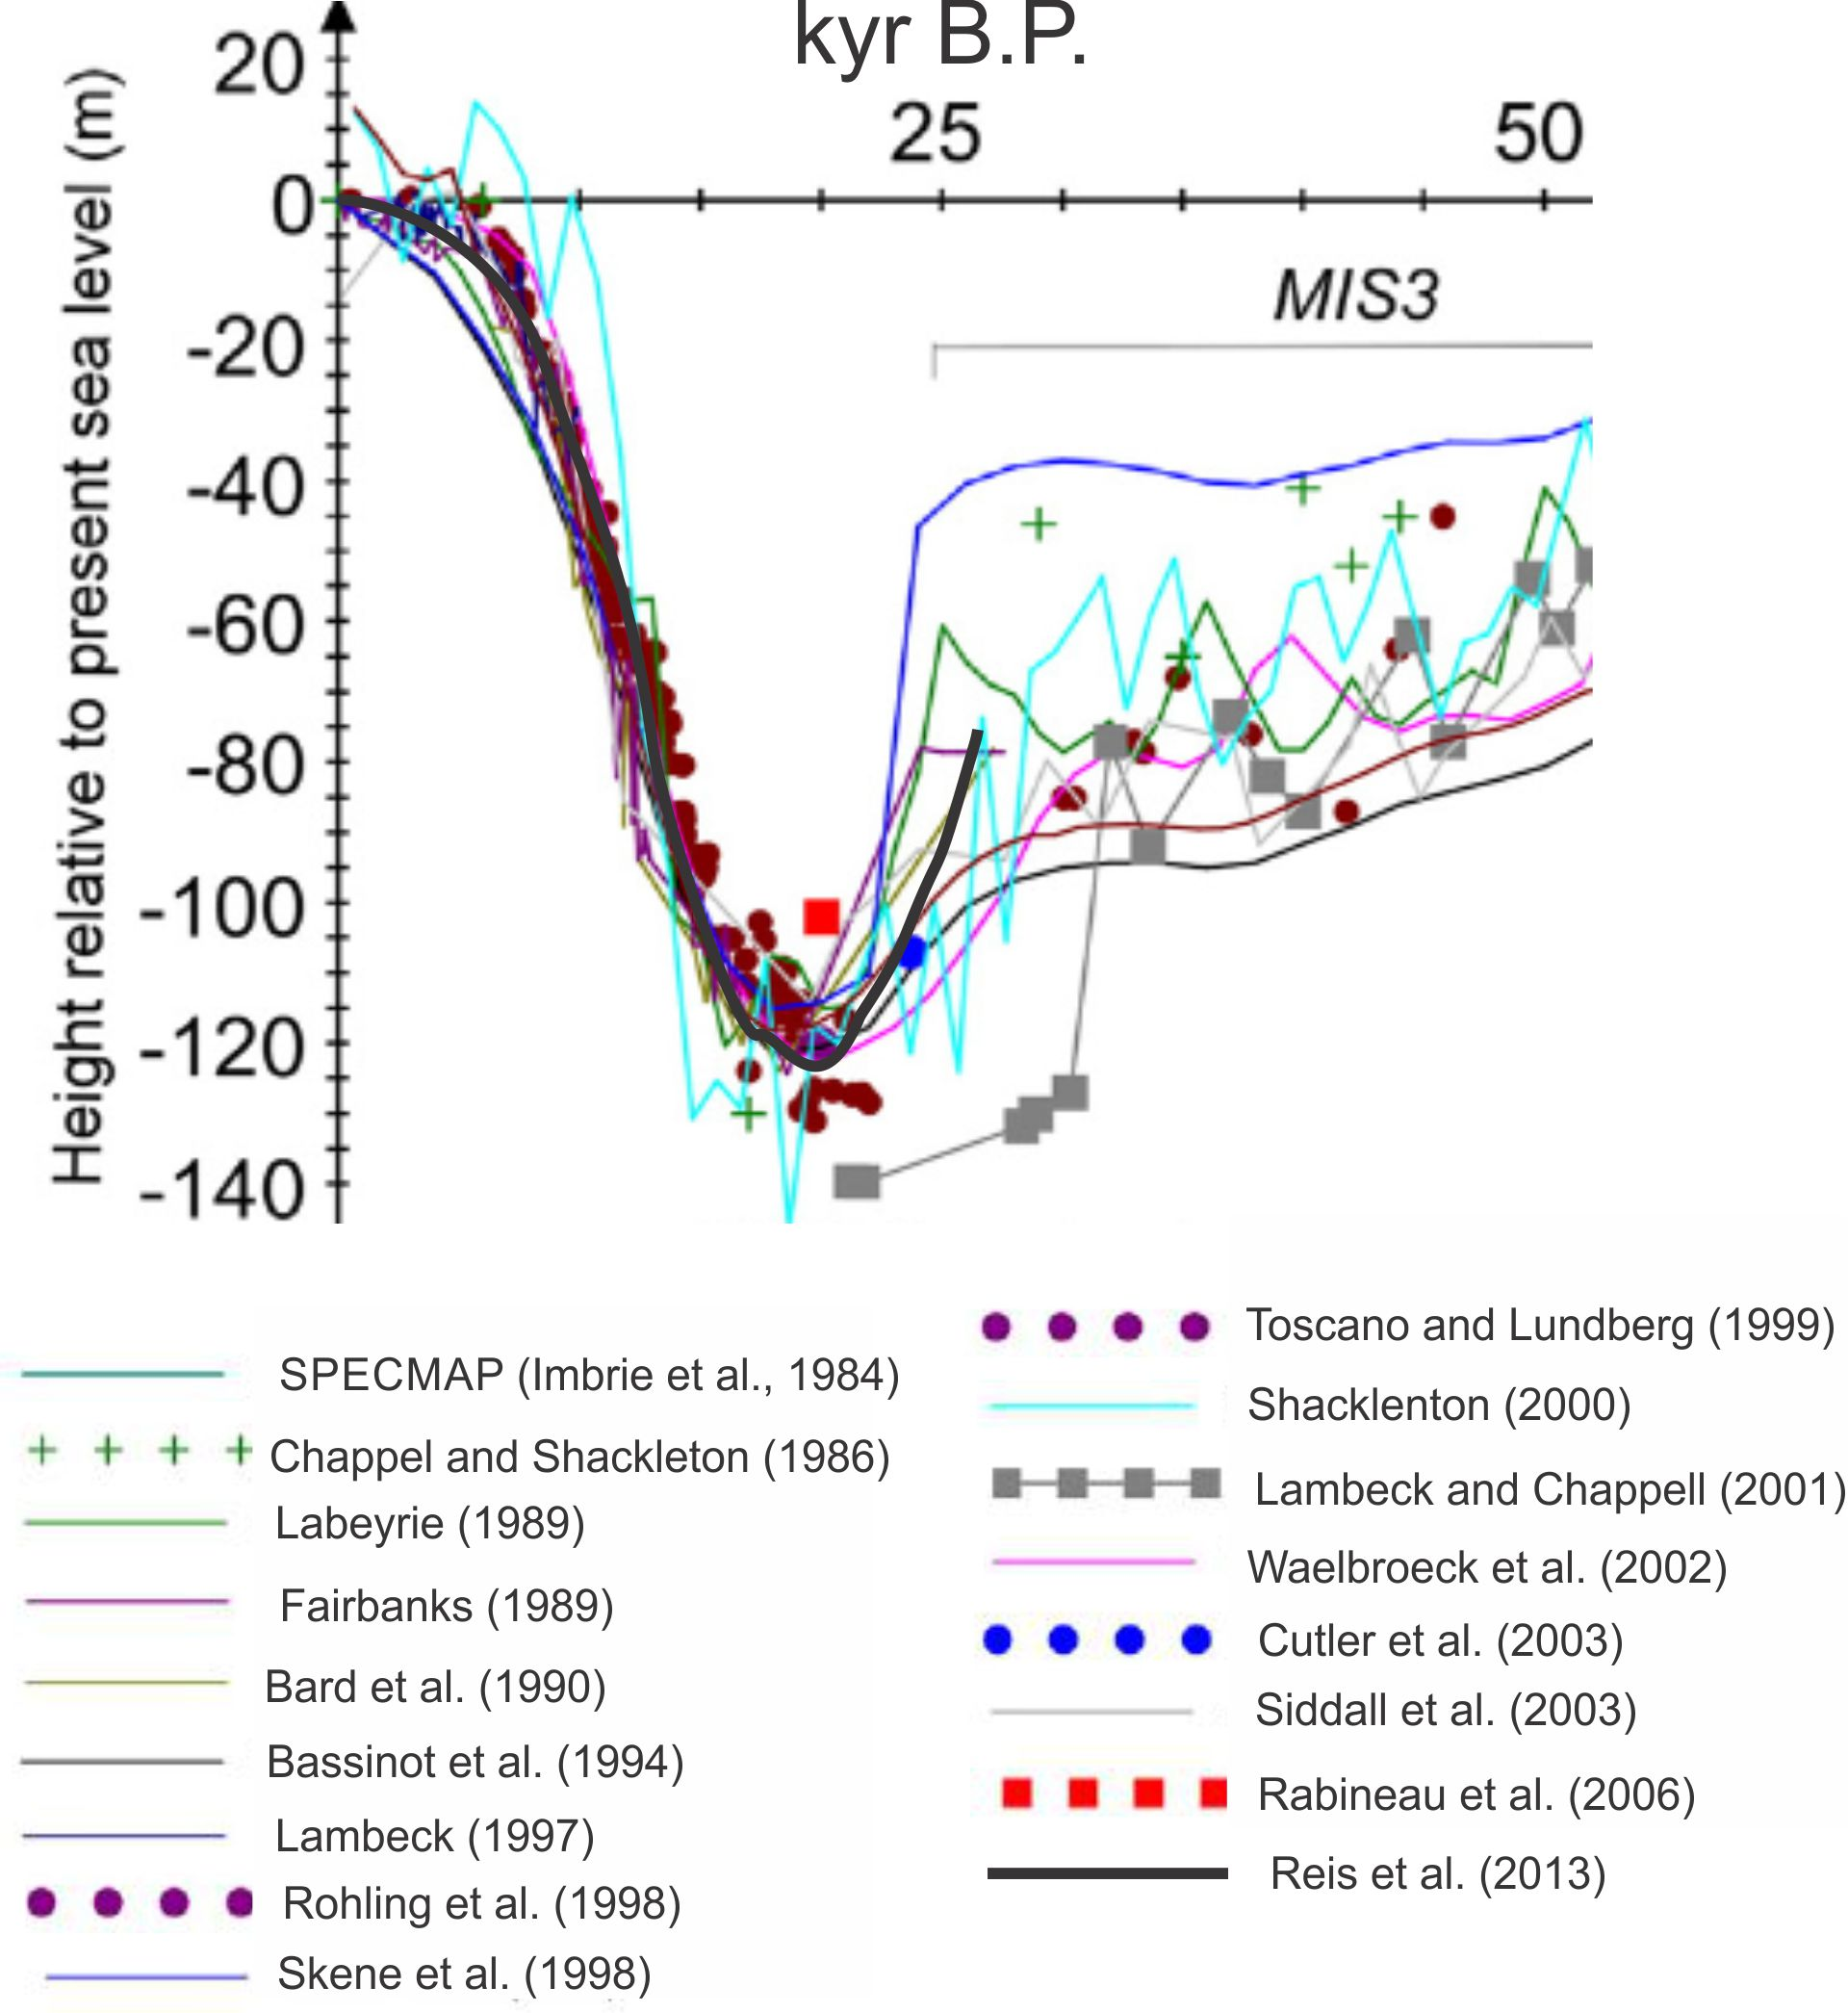 kyr B.P.
25
50
Height relative to present sea level (m)
20
0
-20
-40
-60
-80
-100
-120
-140
MIS3
SPECMAP (Imbrie et al., 1984)
Chappel and Shackleton (1986)
Labeyrie (1989)
Fairbanks (1989)
Bard et al. (1990)
Bassinot et al. (1994)
Lambeck (1997)
Rohling et al. (1998)
Skene et al. (1998)
Toscano and Lundberg (1999)
Shacklenton (2000)
Lambeck and Chappell (2001)
Waelbroeck et al. (2002)
Cutler et al. (2003)
Siddall et al. (2003)
Rabineau et al. (2006)
Reis et al. (2013)